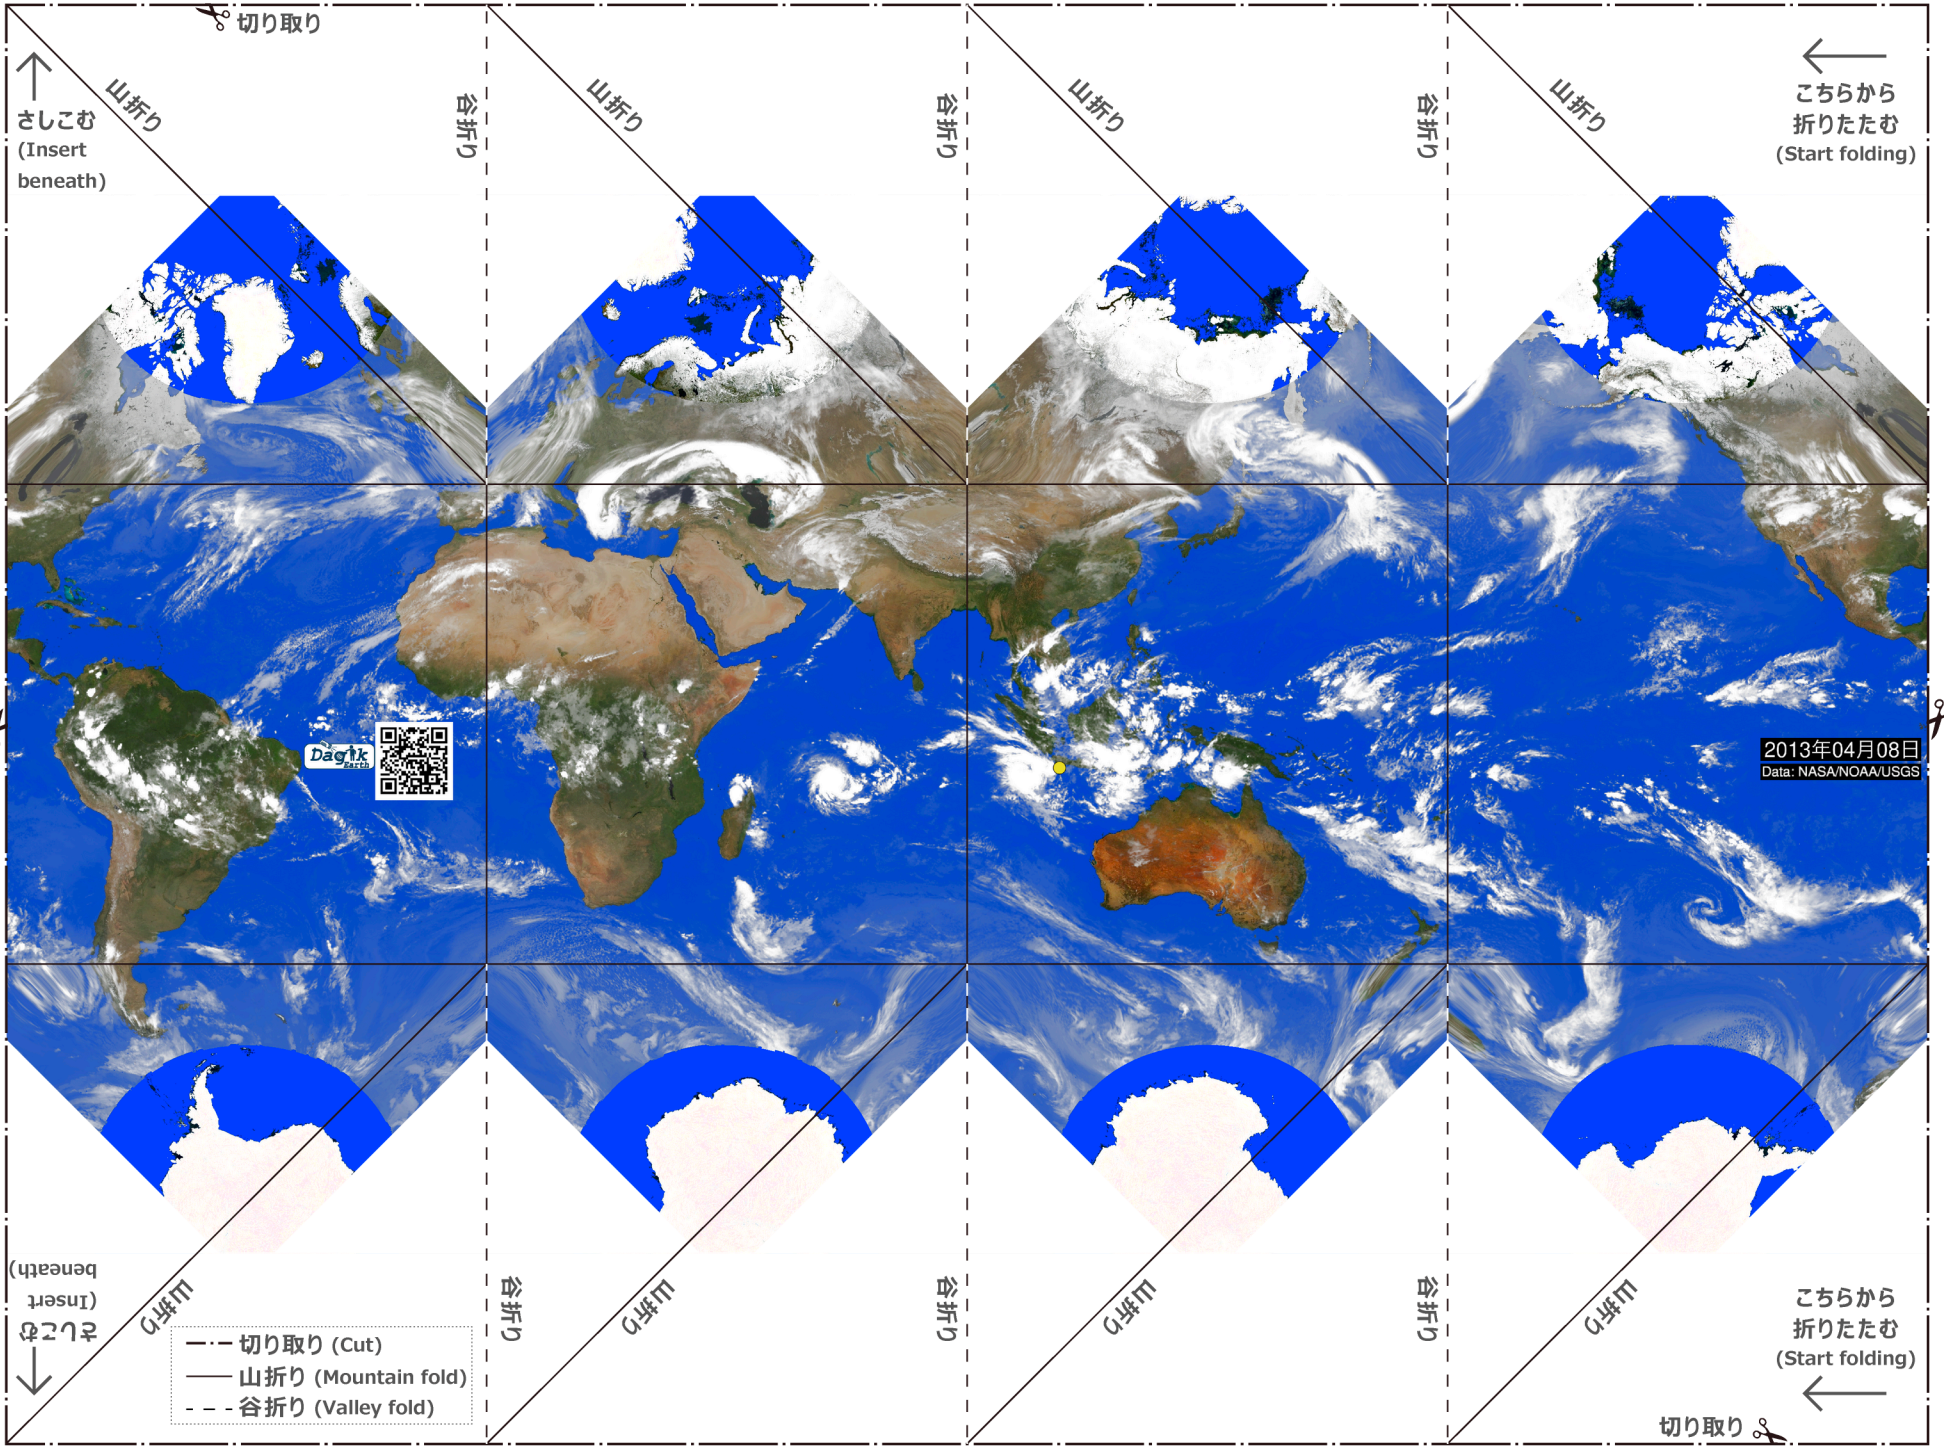 切り取り
山折り
谷折り
山折り
谷折り
山折り
谷折り
山折り
さしこむ
(Insert
beneath)
こちらから
折りたたむ
(Start folding)
Dagik
Earth
2013年04月08日
Data: NASA/NOAA/USGS
さしこむ
(Insert
beneath)
山折り
谷折り
山折り
谷折り
山折り
谷折り
山折り
切り取り (Cut)
山折り (Mountain fold)
谷折り (Valley fold)
こちらから
折りたたむ
(Start folding)
切り取り